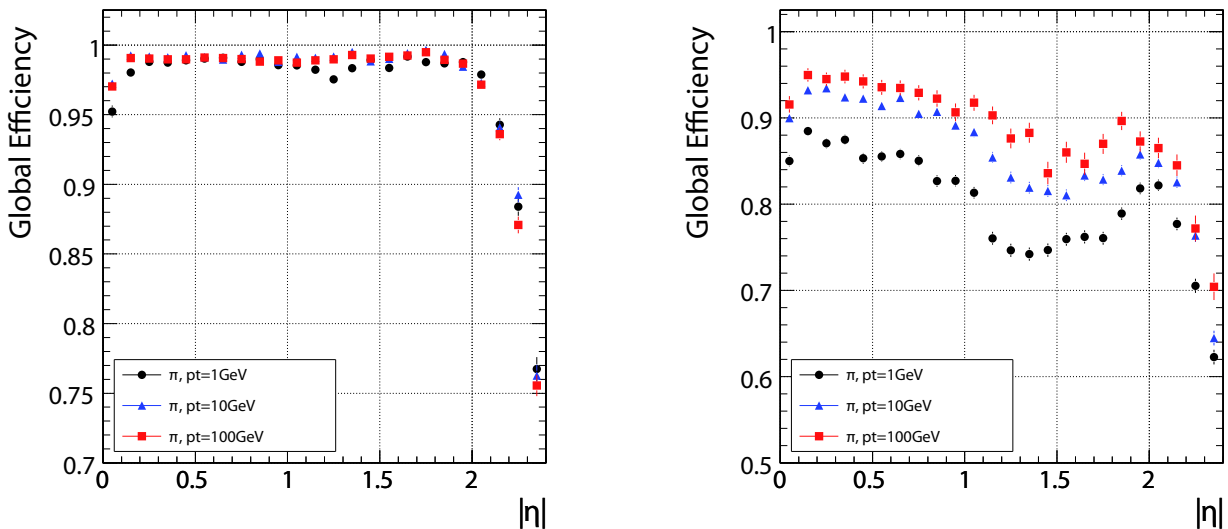 Global Efficiency
1
0.95
0.9
0.85
0.8
0.75
0.7
π, pt=1GeV
π, pt=10GeV
π, pt=100GeV
0 0.5 1 1.5 2
|η|
Global Efficiency
1
0.9
0.8
0.7
0.6
0.5
π, pt=1GeV
π, pt=10GeV
π, pt=100GeV
0 0.5 1 1.5 2
|η|